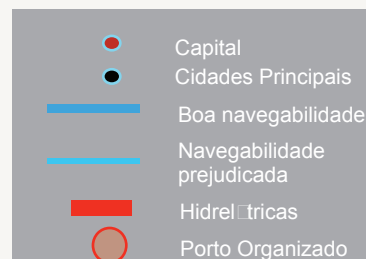 Capital
Cidades Principais
Boa navegabilidade
Navegabilidade
prejudicada
Hidrel□tricas
Porto Organizado